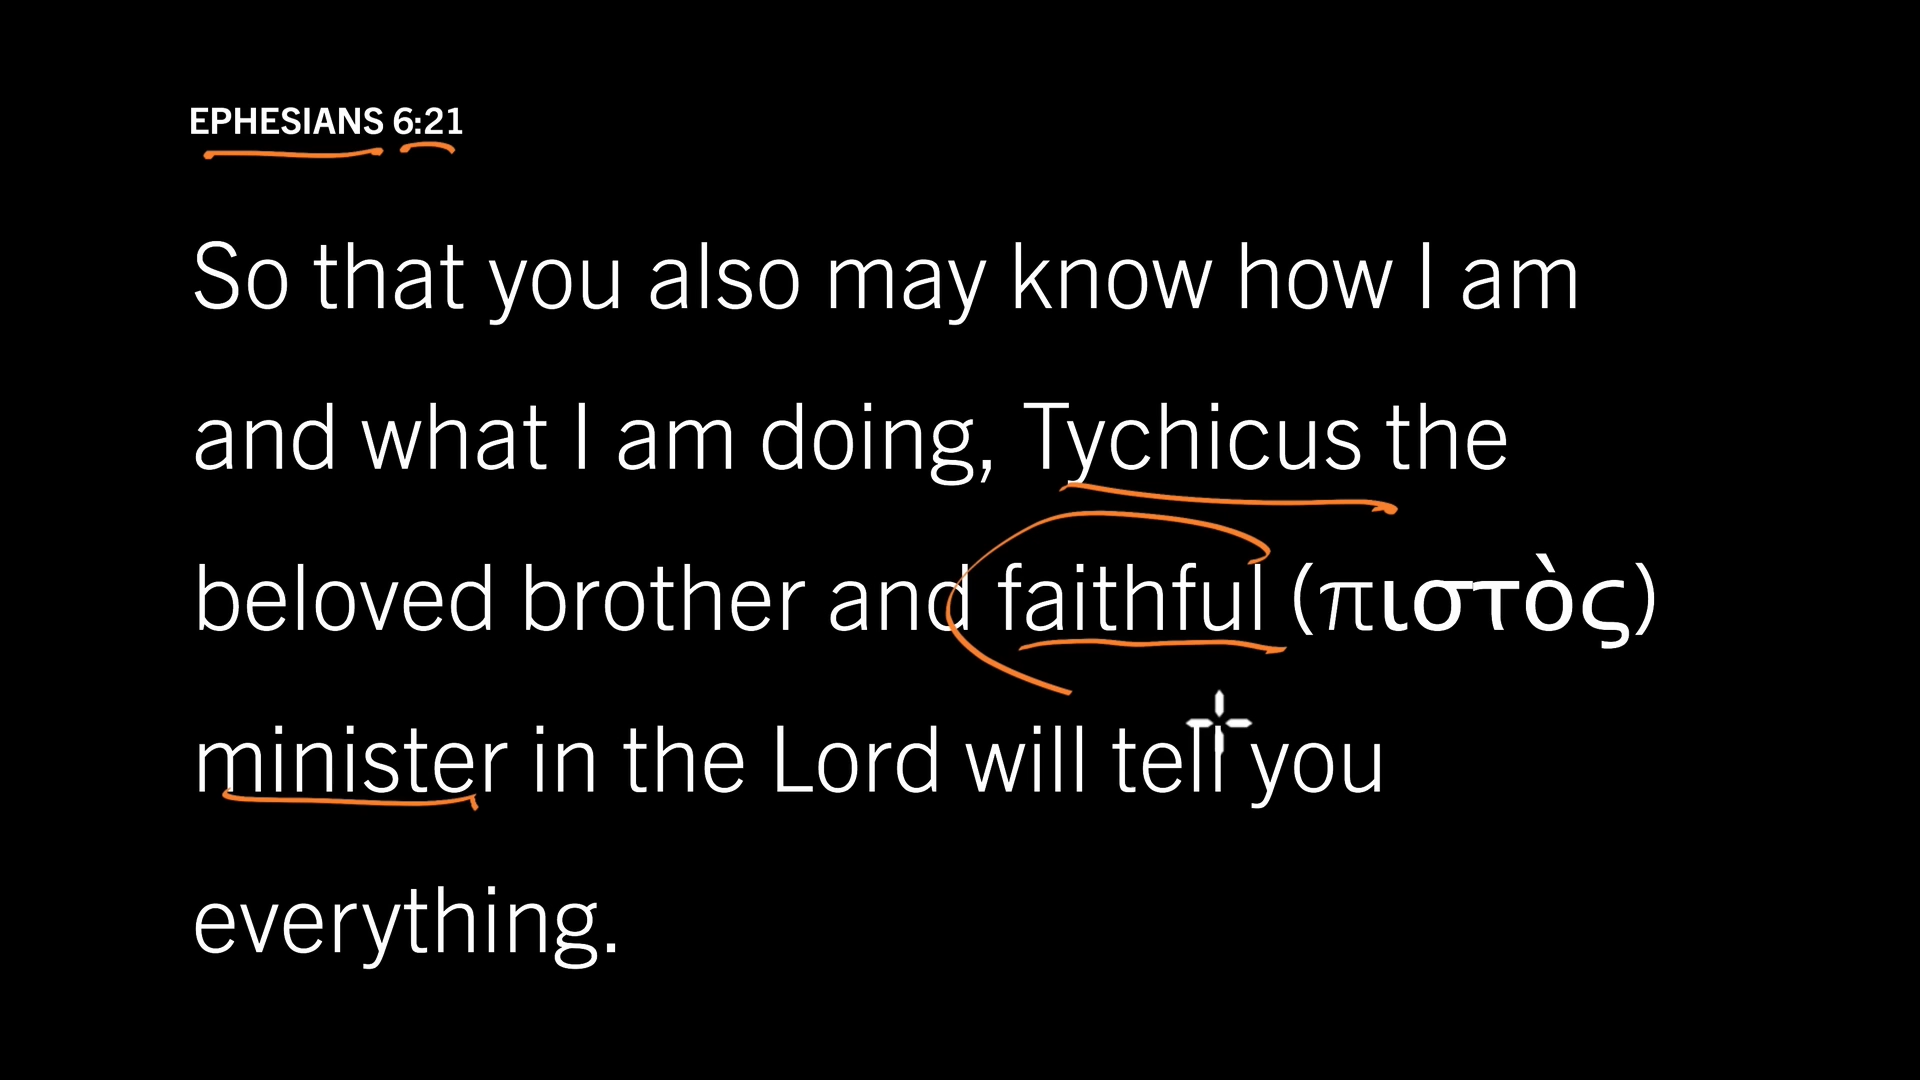 EPHESIANS 6:21
So that you also may know how I am
and what I am doing, Tychicus the
beloved brother and faithful (πιστὸς)
minister in the Lord will tell you
everything.